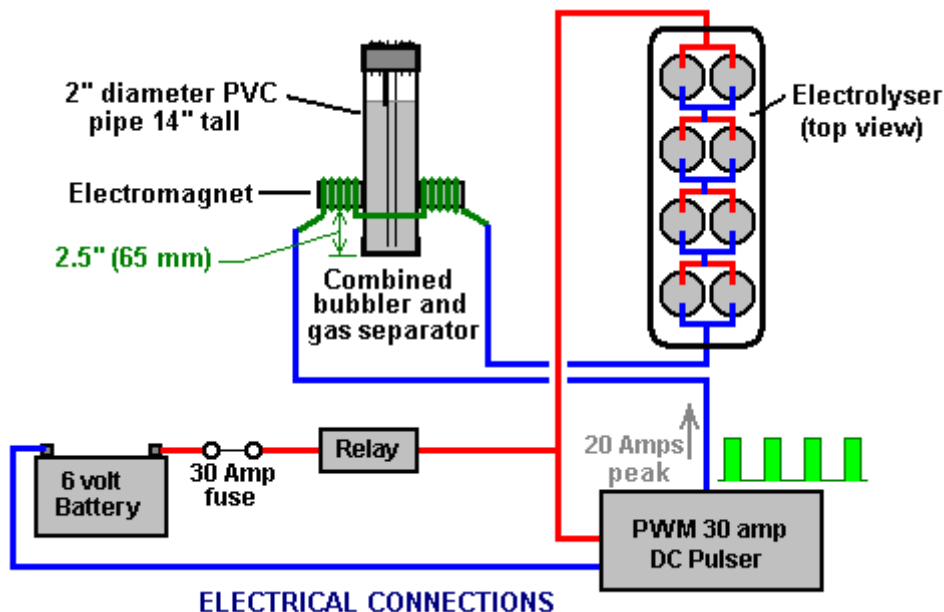 2" diameter PVC
pipe 14" tall
Electrolyser
(top view)
Electromagnet
2.5" (65 mm)
Combined
bubbler and
gas separator
20 Amps
peak
Relay
30 Amp
fuse
6 volt
Battery
PWM 30 amp
DC Pulser
ELECTRICAL CONNECTIONS